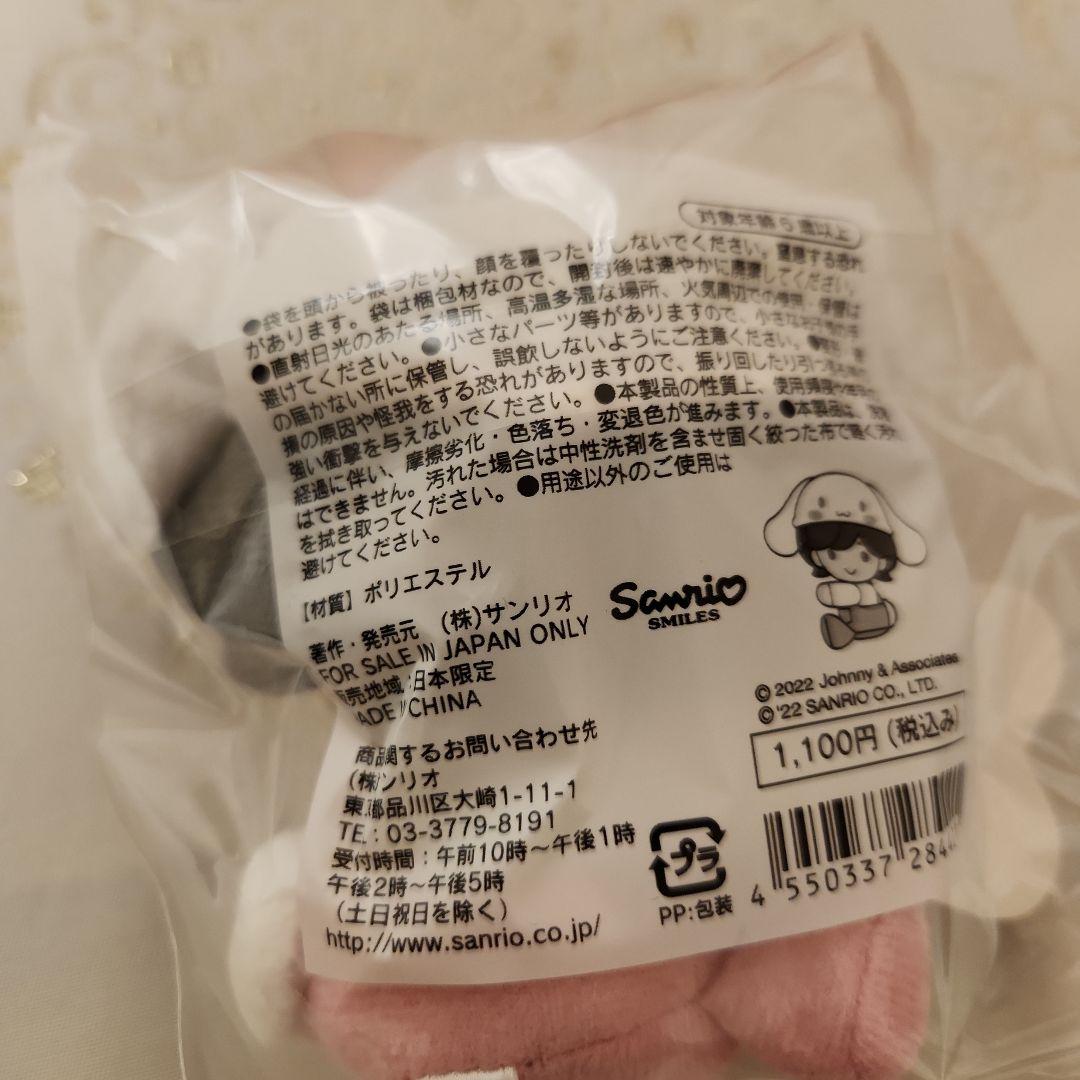 対象年齢6歳以上
●袋を頭から被ったり、顔を覆ったりしないでください。窒息する恐れ
があります。袋は梱包材なので、開封後は速やかに廃棄してください。
●直射日光のあたる場所、高温多湿な場所、火気周辺での使用・保管は
避けてください。●小さなパーツ等がありますので、小さなお子様の手
の届かない所に保管し、誤飲しないようにご注意ください。
損の原因や怪我をする恐れがありますので、振り回したり引っ
強い衝撃を与えないでください。●本製品の性質上、使用頻度や
経過に伴い、摩擦劣化・色落ち・変退色が進みます。●本製品は、
はできません。汚れた場合は中性洗剤を含ませ固く絞った布で軽く汚れ
を拭き取ってください。●用途以外のご使用は
避けてください。
【材質】ポリエステル
著作・発売元 (株)サンリオ
FOR SALE IN JAPAN ONLY
売地域 日本限定
ADE CHINA
商品関するお問い合わせ先
(株)ンリオ
東都品川区大崎1-11-1
TE:03-3779-8191
受付時間:午前10時〜午後1時
午後2時〜午後5時
(土日祝日を除く)
http://www.sanrio.co.jp/
Sanrio
SMILES
© 2022 Johnny & Associates
© '22 SANRIO CO., LTD.
1,100円(税込み)
プラ
PP:包装
4 550337 284